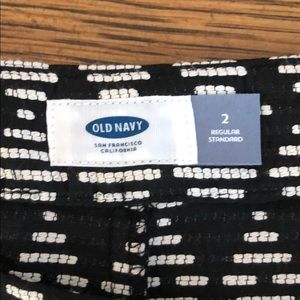 OLD NAVY
SAN FRANCISCO
CALIFORNIA
2
REGULAR
STANDARD